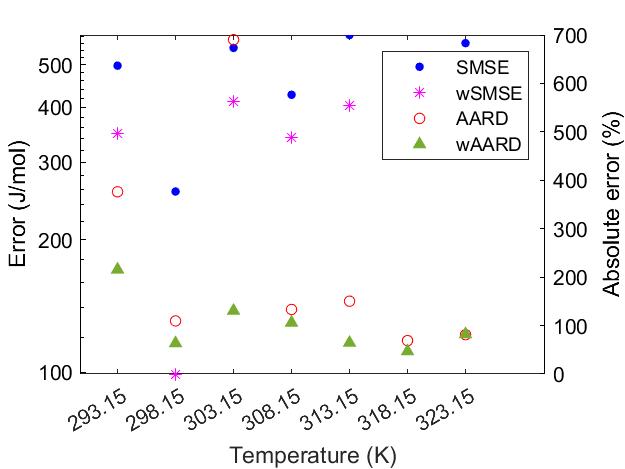 700
600
500
400
300
200
100
0
500
400
300
200
100
SMSE
wSMSE
AARD
wAARD
Error (J/mol)
Absolute error (%)
293.15 298.15 303.15 308.15 313.15 318.15 323.15
Temperature (K)